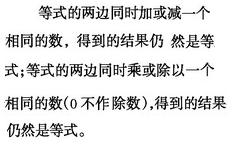 等式的两边同时加或减一个
相同的数，得到的结果仍 然是等
式;等式的两边同时乘或除以一个
相同的数(0 不作除数),得到的结果
仍然是等式。